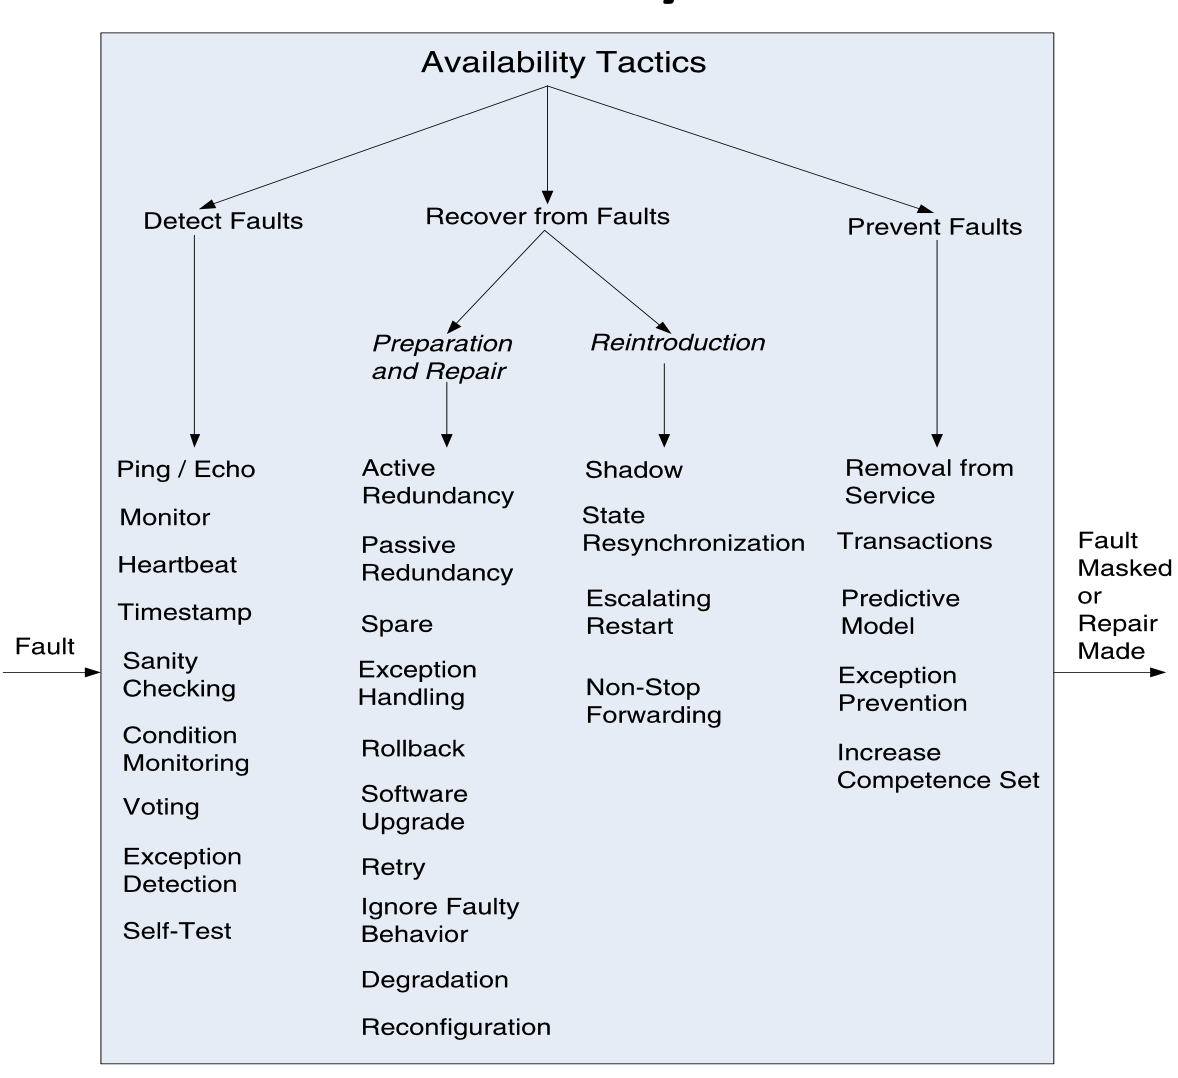 Availability Tactics
Detect Faults
Recover from Faults
Prevent Faults
Preparation
and Repair
Reintroduction
Ping / Echo
Monitor
Heartbeat
Timestamp
Sanity
Checking
Condition
Monitoring
Voting
Exception
Detection
Self-Test
Active
Redundancy
Passive
Redundancy
Spare
Exception
Handling
Rollback
Software
Upgrade
Retry
Ignore Faulty
Behavior
Degradation
Reconfiguration
Shadow
State
Resynchronization
Escalating
Restart
Non-Stop
Forwarding
Removal from
Service
Transactions
Predictive
Model
Exception
Prevention
Increase
Competence Set
Fault
Fault
Masked
or
Repair
Made